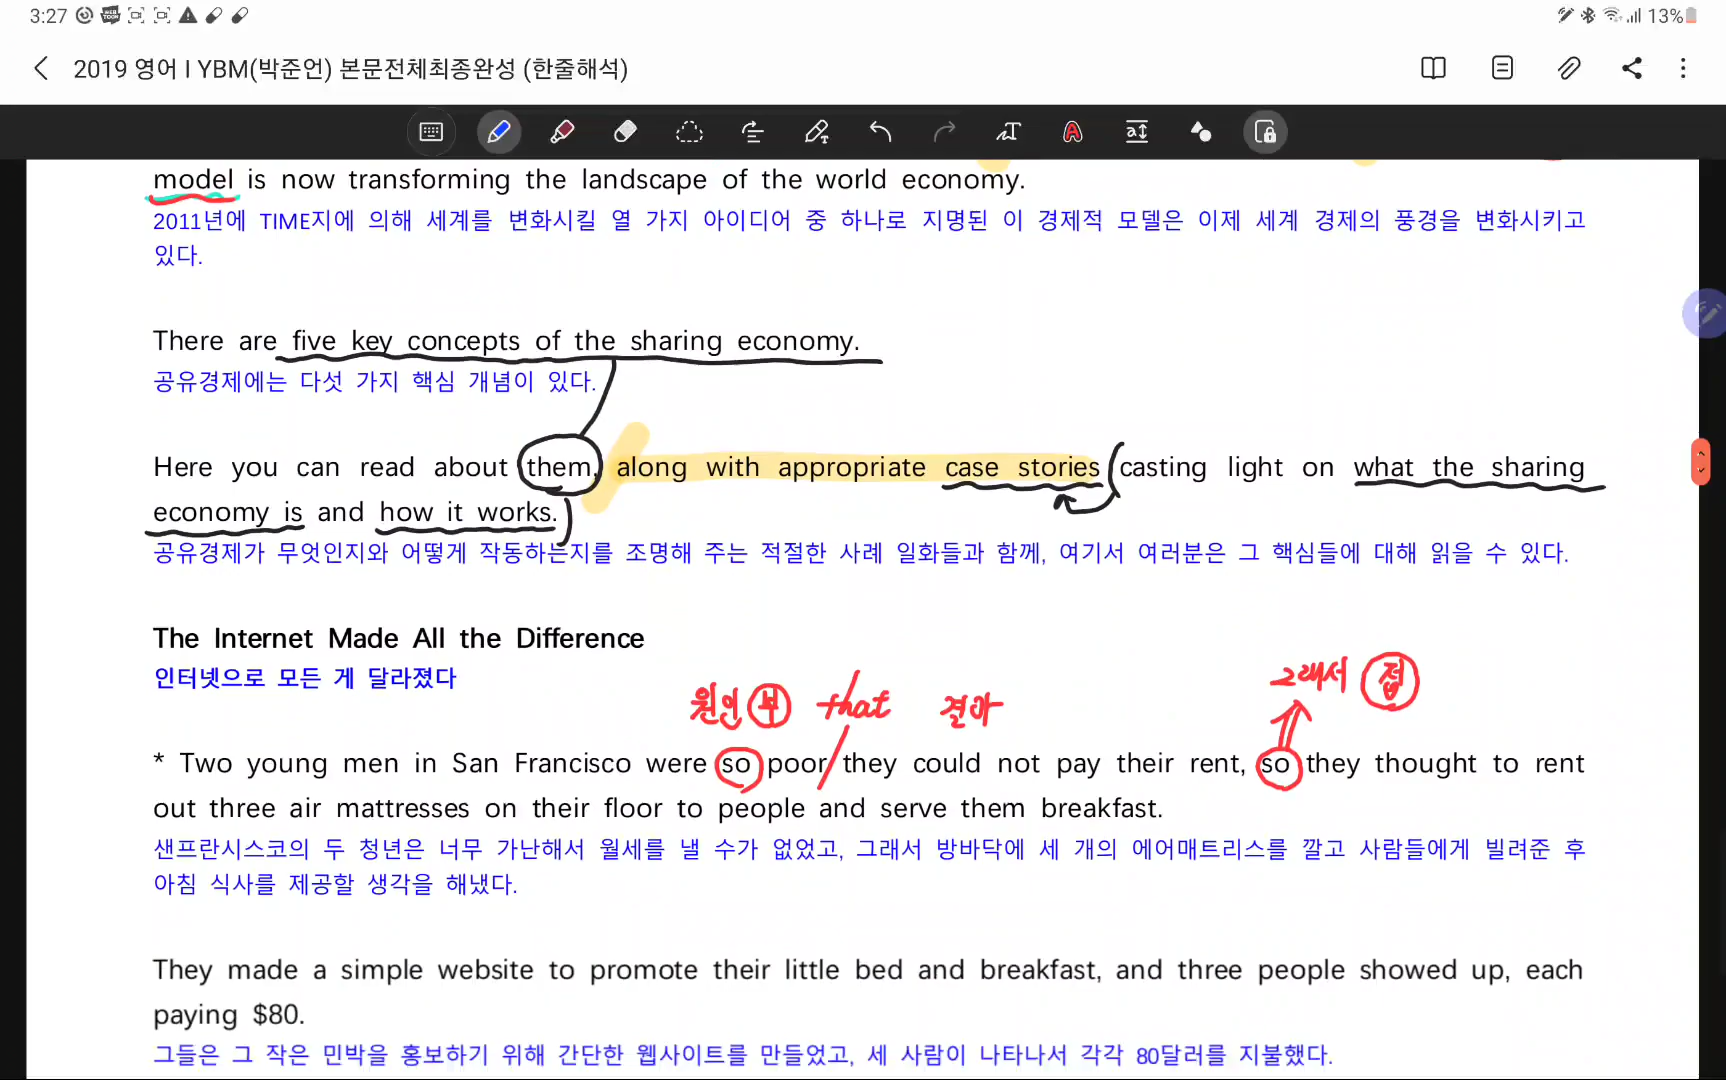 3:27
13%
2019 영어 I YBM(박준언) 본문전체최종완성 (한줄해석)
model is now transforming the landscape of the world economy.
2011년에 TIME지에 의해 세계를 변화시킬 열 가지 아이디어 중 하나로 지명된 이 경제적 모델은 이제 세계 경제의 풍경을 변화시키고
있다.
There are five key concepts of the sharing economy.
공유경제에는 다섯 가지 핵심 개념이 있다.
Here you can read about them, along with appropriate case stories casting light on what the sharing
economy is and how it works.
공유경제가 무엇인지와 어떻게 작동하는지를 조명해 주는 적절한 사례 일화들과 함께, 여기서 여러분은 그 핵심들에 대해 읽을 수 있다.
The Internet Made All the Difference
인터넷으로 모든 게 달라졌다
그래서 접
원인 부 that 결과
* Two young men in San Francisco were so poor they could not pay their rent, so they thought to rent
out three air mattresses on their floor to people and serve them breakfast.
샌프란시스코의 두 청년은 너무 가난해서 월세를 낼 수가 없었고, 그래서 방바닥에 세 개의 에어매트리스를 깔고 사람들에게 빌려준 후
아침 식사를 제공할 생각을 해냈다.
They made a simple website to promote their little bed and breakfast, and three people showed up, each
paying $80.
그들은 그 작은 민박을 홍보하기 위해 간단한 웹사이트를 만들었고, 세 사람이 나타나서 각각 80달러를 지불했다.